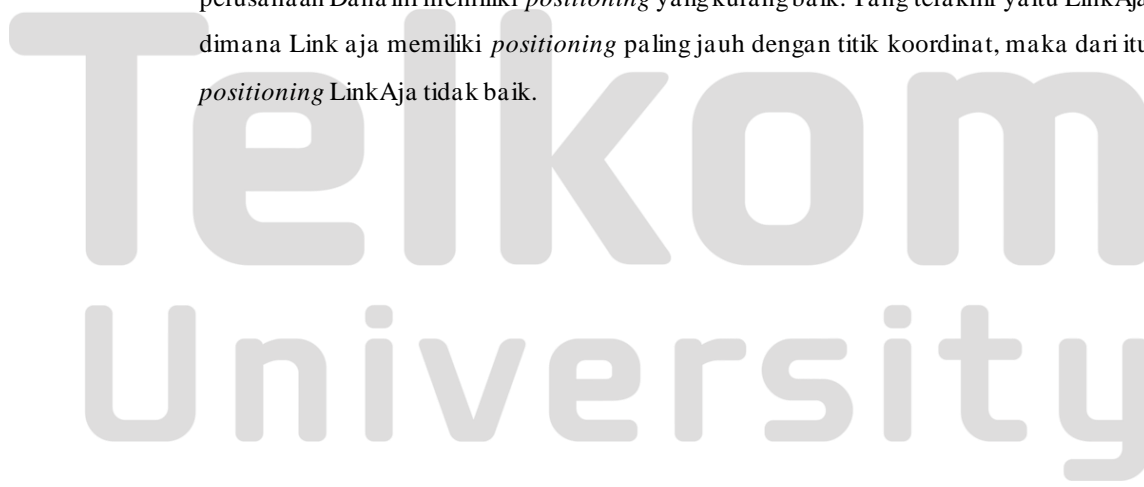 perusahaan Dana ini memiliki positioning yang kurang baik. Yang terakhir yaitu LinkAja
dimana Link aja memiliki positioning paling jauh dengan titik koordinat, maka dari itu
positioning LinkAja tidak baik.
Telkom
University